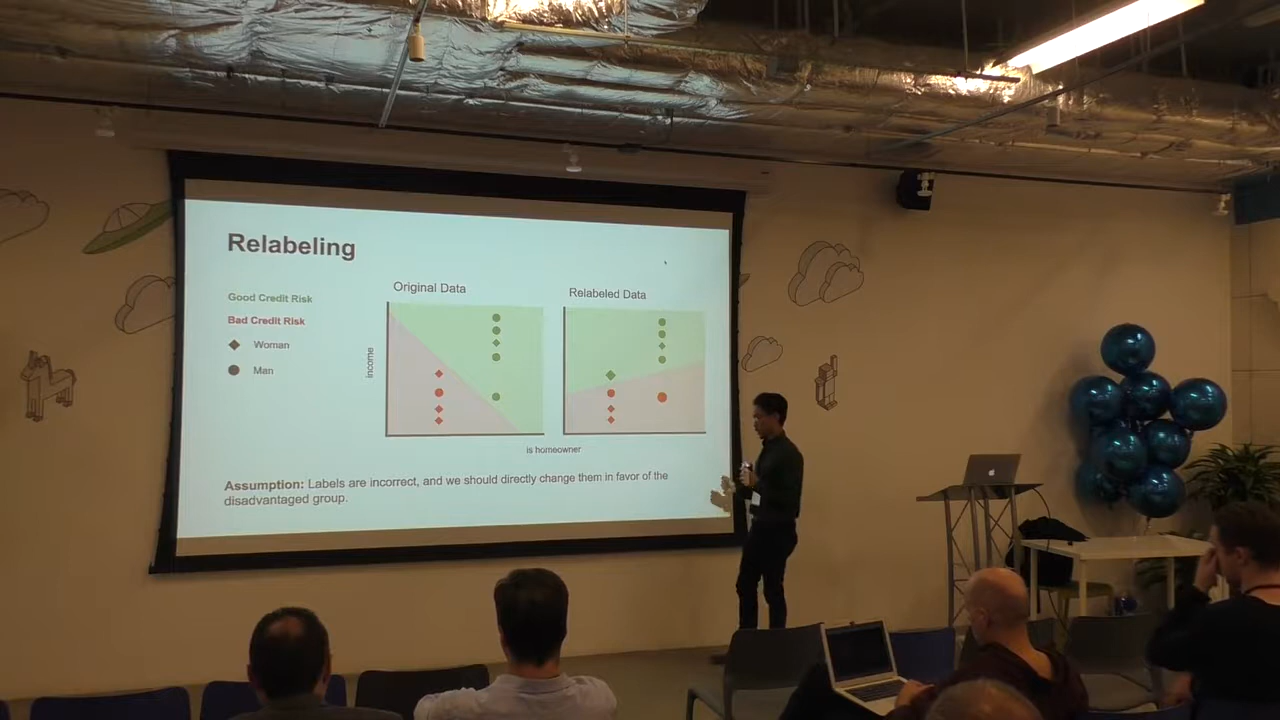 Relabeling
Good Credit Risk
Bad Credit Risk
Woman
Man
Original Data
Relabeled Data
income
is homeowner
Assumption: Labels are incorrect, and we should directly change them in favor of the
disadvantaged group.